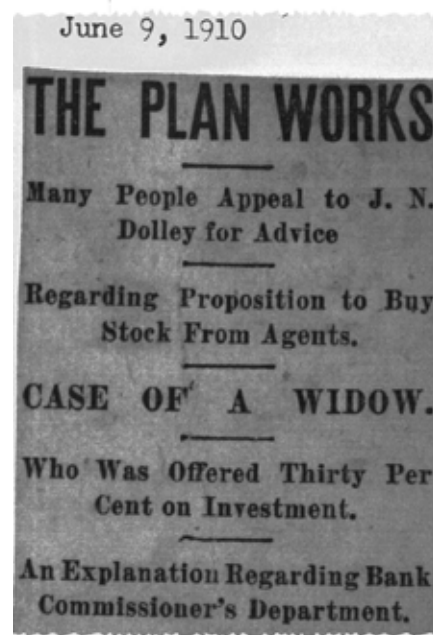 June 9, 1910
THE PLAN WORKS
Many People Appeal to J. N.
Dolley for Advice
Regarding Proposition to Buy
Stock From Agents.
CASE OF A WIDOW.
Who Was Offered Thirty Per
Cent on Investment.
An Explanation Regarding Bank
Commissioner's Department.